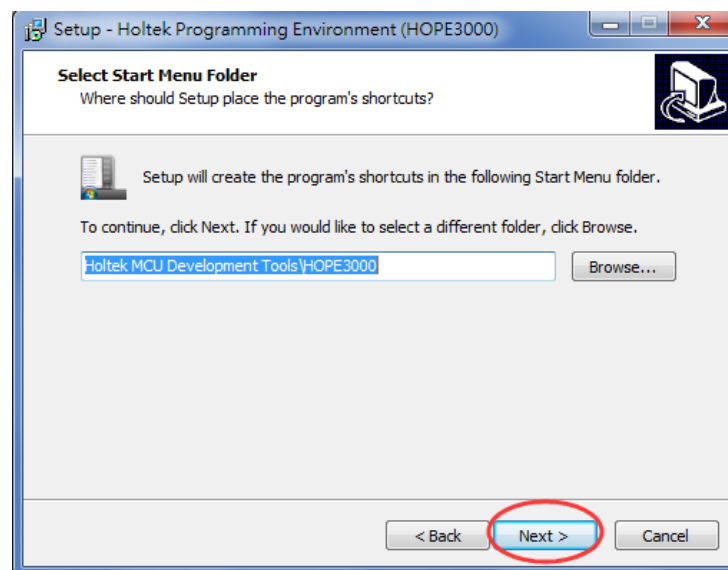 Setup - Holtek Programming Environment (HOPE3000)
Select Start Menu Folder
Where should Setup place the program's shortcuts?
Setup will create the program's shortcuts in the following Start Menu folder.
To continue, click Next. If you would like to select a different folder, click Browse.
Holtek MCU Development Tools\HOPE3000
Browse...
< Back
Next >
Cancel